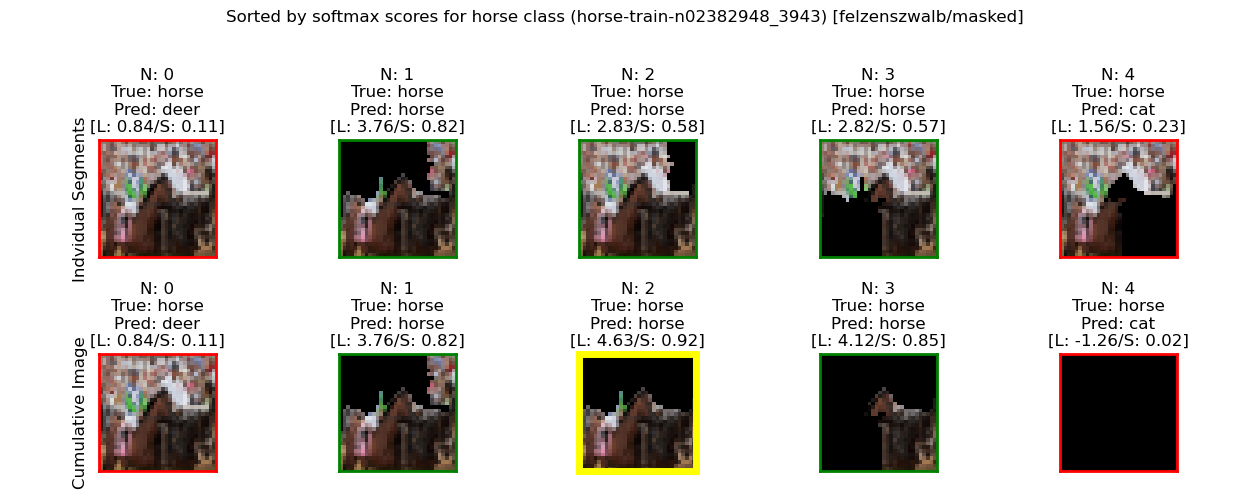 Sorted by softmax scores for horse class (horse-train-n02382948_3943) [felzenszwalb/masked]
Indvidual Segments
N: 0
True: horse
Pred: deer
[L: 0.84/S: 0.11]
N: 1
True: horse
Pred: horse
[L: 3.76/S: 0.82]
N: 2
True: horse
Pred: horse
[L: 2.83/S: 0.58]
N: 3
True: horse
Pred: horse
[L: 2.82/S: 0.57]
N: 4
True: horse
Pred: cat
[L: 1.56/S: 0.23]
Cumulative Image
N: 0
True: horse
Pred: deer
[L: 0.84/S: 0.11]
N: 1
True: horse
Pred: horse
[L: 3.76/S: 0.82]
N: 2
True: horse
Pred: horse
[L: 4.63/S: 0.92]
N: 3
True: horse
Pred: horse
[L: 4.12/S: 0.85]
N: 4
True: horse
Pred: cat
[L: -1.26/S: 0.02]